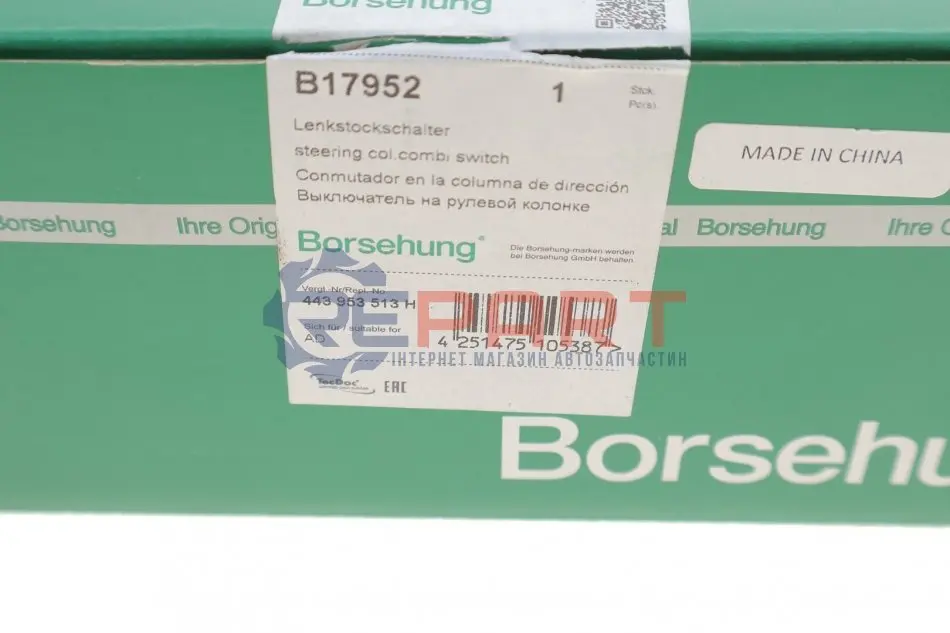 Borsehung
B17952 1 Stck.
Pc(s).
Lenkstockschalter
steering col.combi switch
Conmutador en la columna de dirección
Выключатель на рулевой колонке
MADE IN CHINA
Borsehung Ihre Orig
al Borsehung Ihre O
Borsehung®
Die Borsehung-marken werden
bei Borsehung GmbH behalten.
Vergl.-Nr/Repl. No
443 953 513 H
Sich für / suitable for
AD
4 251475 105387 >
REPART
ІНТЕРНЕТ МАГАЗИН АВТОЗАПЧАСТИН
TecDoc
EAC
Borsehu